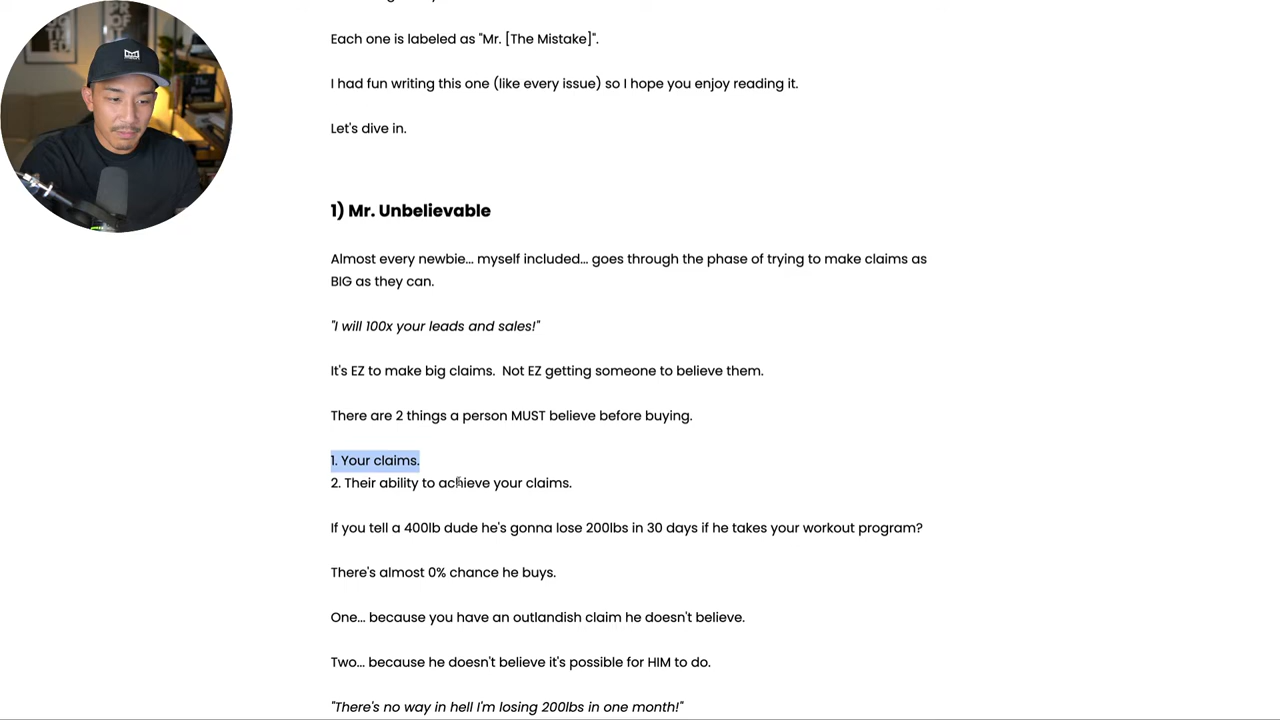 Each one is labeled as "Mr. [The Mistake]".
I had fun writing this one (like every issue) so I hope you enjoy reading it.
Let's dive in.
1) Mr. Unbelievable
Almost every newbie... myself included... goes through the phase of trying to make claims as
BIG as they can.
"I will 100x your leads and sales!"
It's EZ to make big claims.  Not EZ getting someone to believe them.
There are 2 things a person MUST believe before buying.
1. Your claims.
2. Their ability to achieve your claims.
If you tell a 400lb dude he's gonna lose 200lbs in 30 days if he takes your workout program?
There's almost 0% chance he buys.
One... because you have an outlandish claim he doesn't believe.
Two... because he doesn't believe it's possible for HIM to do.
"There's no way in hell I'm losing 200lbs in one month!"